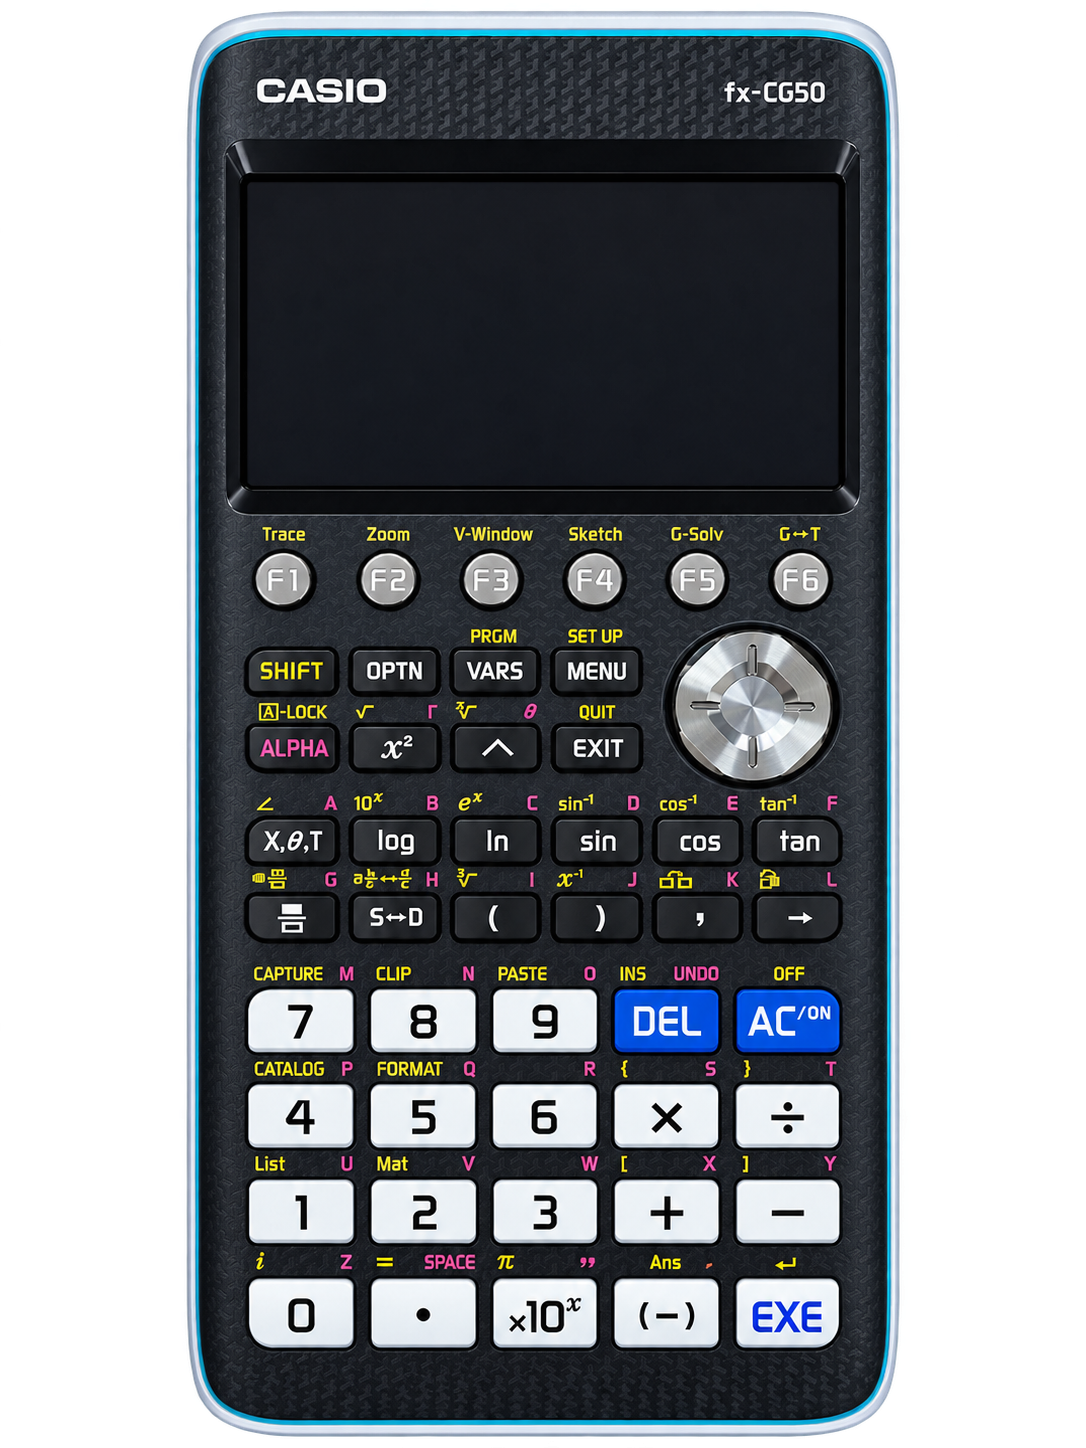 CASIO fx-CG50
Trace Zoom V-Window Sketch G-Solv G↔T
F1 F2 F3 F4 F5 F6
PRGM SET UP
SHIFT OPTN VARS MENU
A-LOCK √ Γ ˣ√ θ QUIT
ALPHA x² ^ EXIT
∠ A 10ˣ B eˣ C sin⁻¹ D cos⁻¹ E tan⁻¹ F
X,θ,T log ln sin cos tan
G a b/c↔d/c H ³√ I x⁻¹ J K L
S↔D ( ) , →
CAPTURE M CLIP N PASTE O INS UNDO OFF
7 8 9 DEL AC/ON
CATALOG P FORMAT Q R { S } T
4 5 6 × ÷
List U Mat V W [ X ] Y
1 2 3 + −
i Z = SPACE π " Ans ↵
0 • ×10ˣ (−) EXE